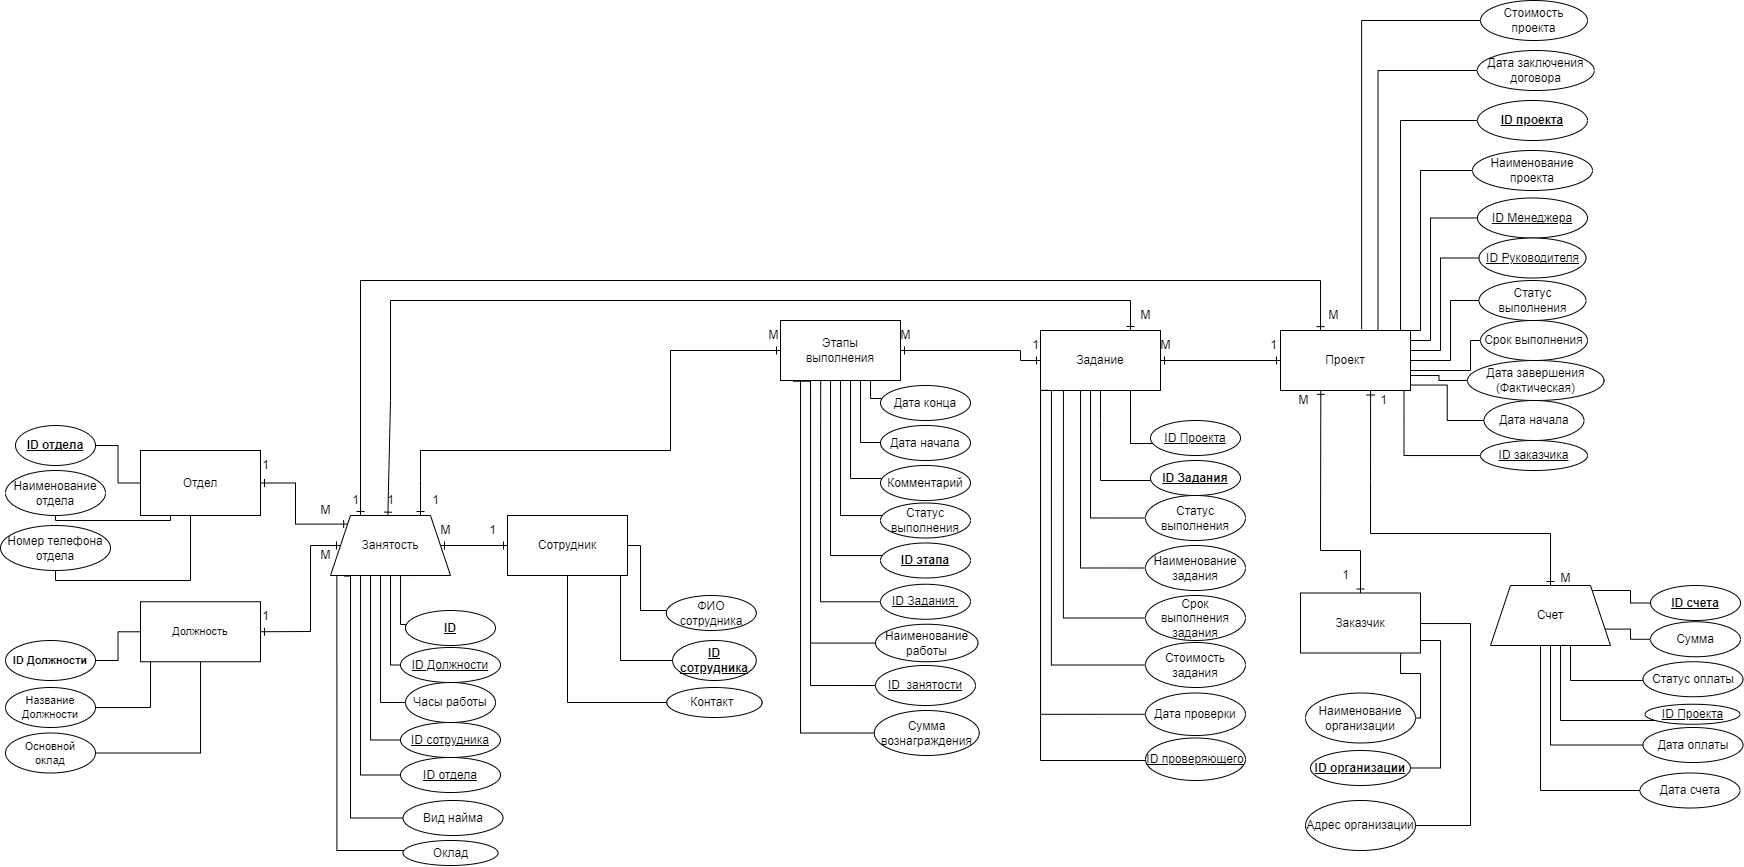 Стоимость
проекта
Дата заключения
договора
ID проекта
Наименование
проекта
ID Менеджера
ID Руководителя
Статус
выполнения
Срок выполнения
Дата завершения
(Фактическая)
Дата начала
ID заказчика
M
M
M
Этапы
выполнения
M
1
Задание
M
1
Проект
M
1
Дата конца
Дата начала
Комментарий
Статус
выполнения
ID этапа
ID Задания
Наименование
работы
ID занятости
Сумма
вознаграждения
ID Проекта
ID Задания
Статус
выполнения
Наименование
задания
Срок
выполнения
задания
Стоимость
задания
Дата проверки
ID проверяющего
ID отдела
Наименование
отдела
Номер телефона
отдела
Отдел
1
M
1
1
1
M
Занятость
M
1
Сотрудник
ID Должности
Название
Должности
Основной
оклад
Должность
1
ID
ID Должности
Часы работы
ID сотрудника
ID отдела
Вид найма
Оклад
ФИО
сотрудника
ID
сотрудника
Контакт
1
Заказчик
Наименование
организации
ID организации
Адрес организации
M
Счет
ID счета
Сумма
Статус оплаты
ID Проекта
Дата оплаты
Дата счета